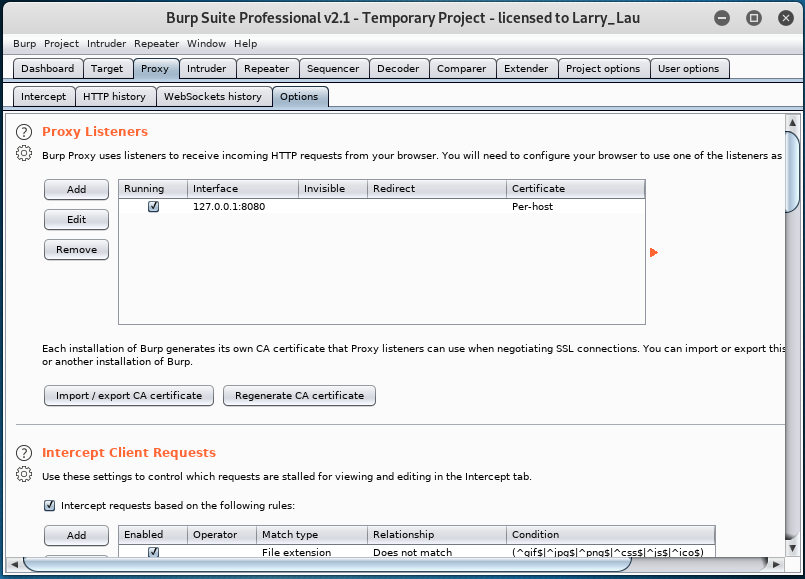 Burp Suite Professional v2.1 - Temporary Project - licensed to Larry_Lau
Burp Project Intruder Repeater Window Help
Dashboard Target Proxy Intruder Repeater Sequencer Decoder Comparer Extender Project options User options
Intercept HTTP history WebSockets history Options
? Proxy Listeners
Burp Proxy uses listeners to receive incoming HTTP requests from your browser. You will need to configure your browser to use one of the listeners as
Add Running Interface Invisible Redirect Certificate
127.0.0.1:8080 Per-host
Edit
Remove
Each installation of Burp generates its own CA certificate that Proxy listeners can use when negotiating SSL connections. You can import or export this
or another installation of Burp.
Import / export CA certificate Regenerate CA certificate
? Intercept Client Requests
Use these settings to control which requests are stalled for viewing and editing in the Intercept tab.
Intercept requests based on the following rules:
Add Enabled Operator Match type Relationship Condition
File extension Does not match (^gif$|^jpg$|^png$|^css$|^js$|^ico$)